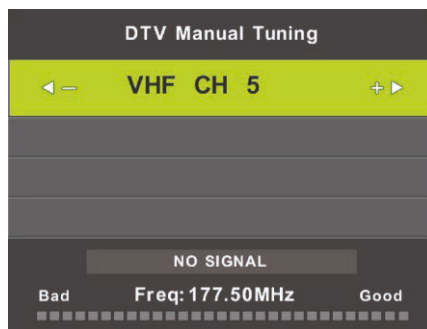 DTV Manual Tuning
− VHF CH 5 +
NO SIGNAL
Bad Freq: 177.50MHz Good